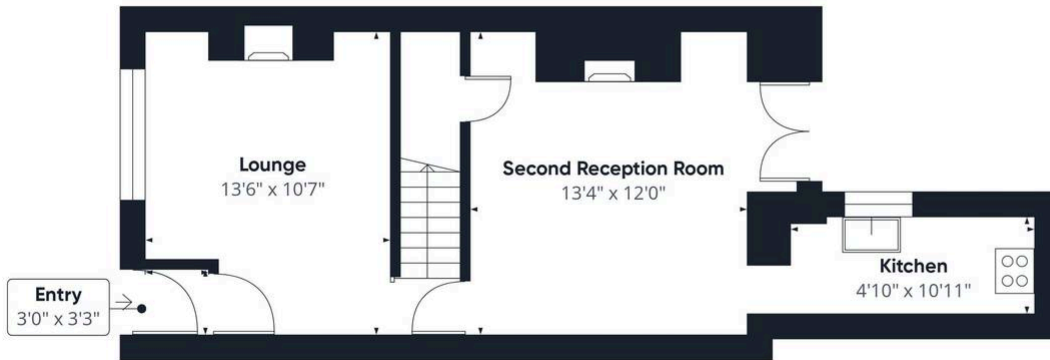 Lounge
13'6" x 10'7"
Second Reception Room
13'4" x 12'0"
Kitchen
4'10" x 10'11"
Entry
3'0" x 3'3"